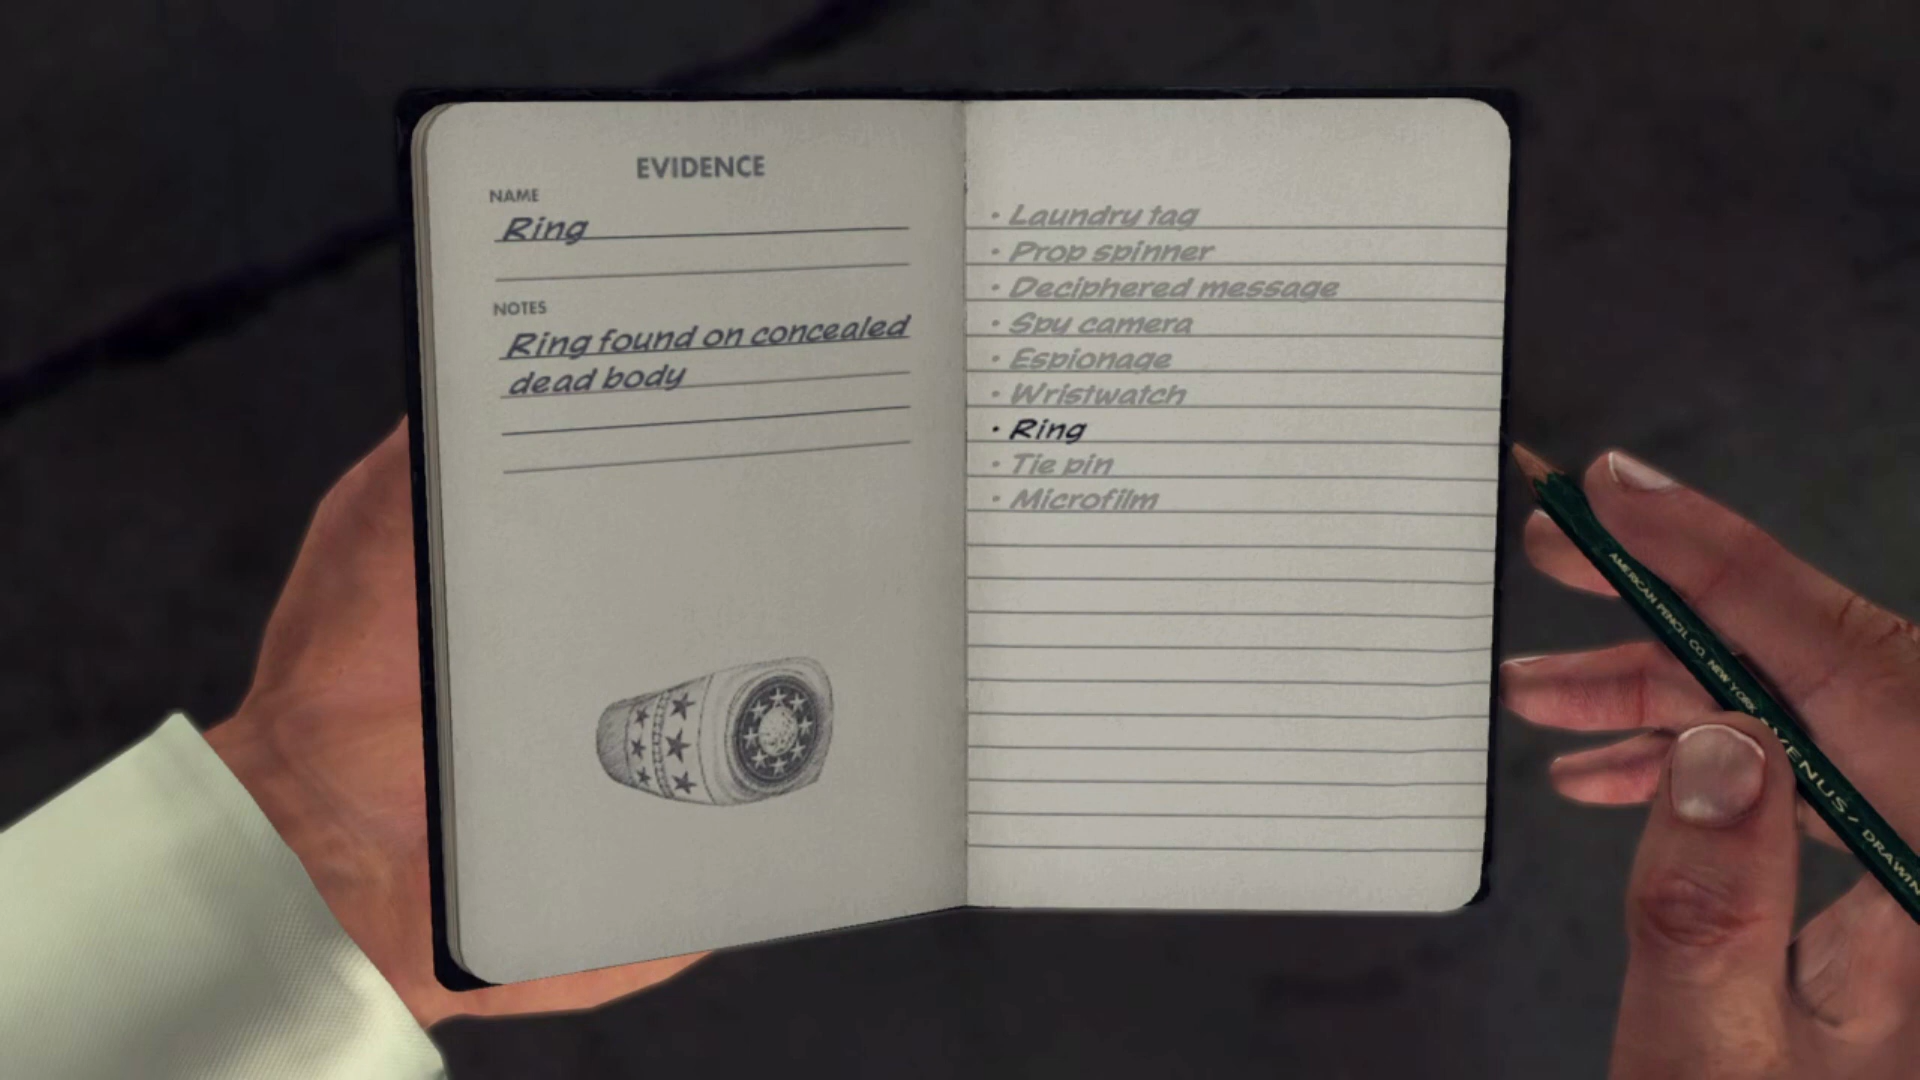 EVIDENCE
NAME
Ring
NOTES
Ring found on concealed
dead body
• Laundry tag
• Prop spinner
• Deciphered message
• Spy camera
• Espionage
• Wristwatch
• Ring
• Tie pin
• Microfilm
AMERICAN PENCIL CO. NEW YORK VENUS / DRAWIN